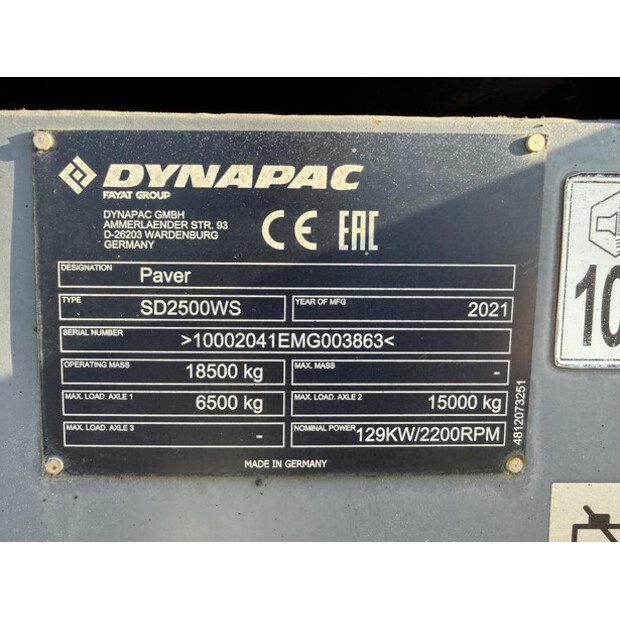 DYNAPAC
FAYAT GROUP
DYNAPAC GMBH
AMMERLAENDER STR. 93
D-26203 WARDENBURG
GERMANY
CE EAC
DESIGNATION Paver
TYPE SD2500WS YEAR OF MFG 2021
SERIAL NUMBER >10002041EMG003863<
OPERATING MASS 18500 kg MAX. MASS -
MAX. LOAD. AXLE 1 6500 kg MAX. LOAD. AXLE 2 15000 kg
MAX. LOAD. AXLE 3 - NOMINAL POWER 129KW/2200RPM
4812073251
MADE IN GERMANY
10